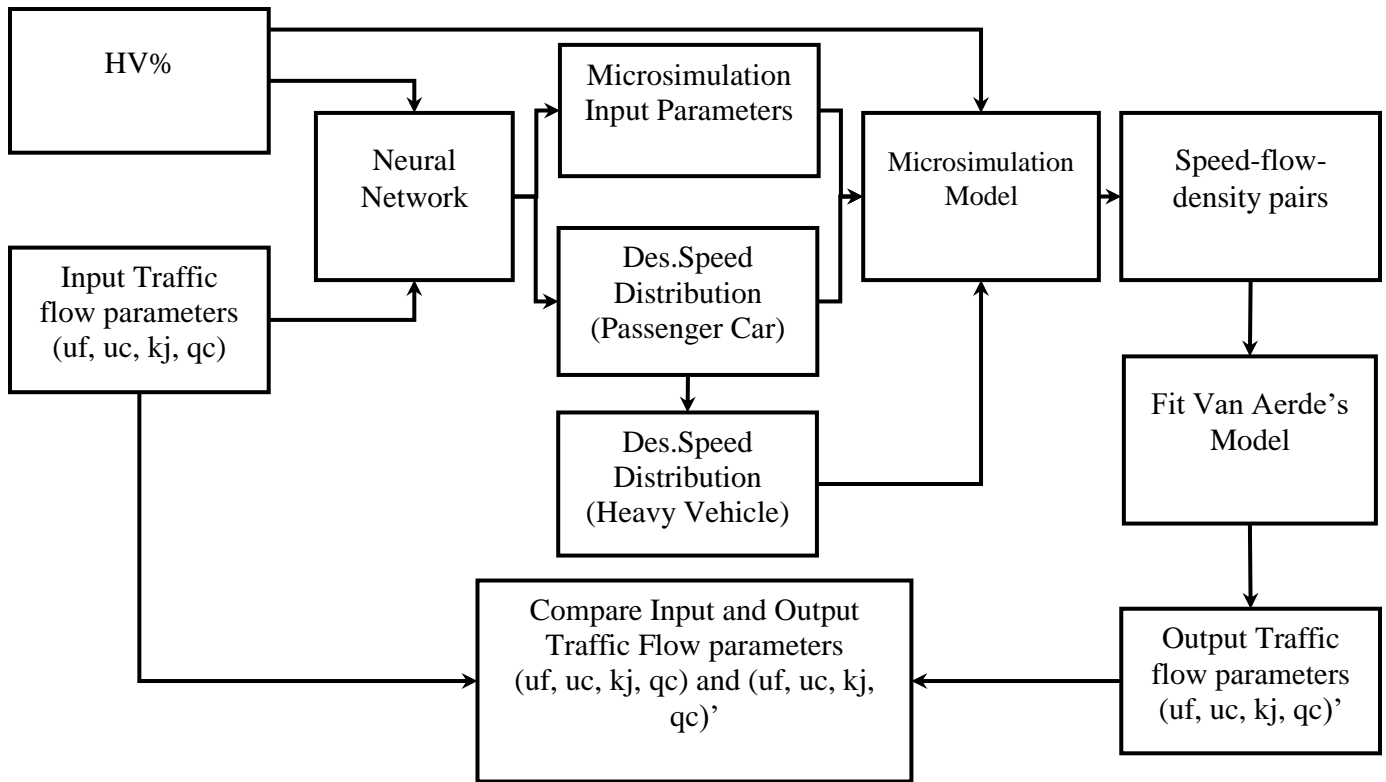 HV%
Microsimulation
Input Parameters
Neural
Network
Microsimulation
Model
Speed-flow-
density pairs
Input Traffic
flow parameters
(uf, uc, kj, qc)
Des.Speed
Distribution
(Passenger Car)
Des.Speed
Distribution
(Heavy Vehicle)
Fit Van Aerde’s
Model
Compare Input and Output
Traffic Flow parameters
(uf, uc, kj, qc) and (uf, uc, kj,
qc)’
Output Traffic
flow parameters
(uf, uc, kj, qc)’